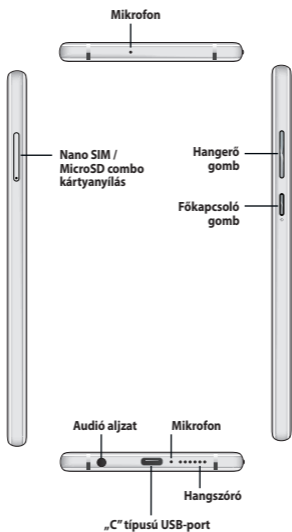 Mikrofon
Nano SIM /
MicroSD combo
kártyanyílás
Hangerő
gomb
Főkapcsoló
gomb
Audió aljzat
Mikrofon
Hangszóró
„C” típusú USB-port